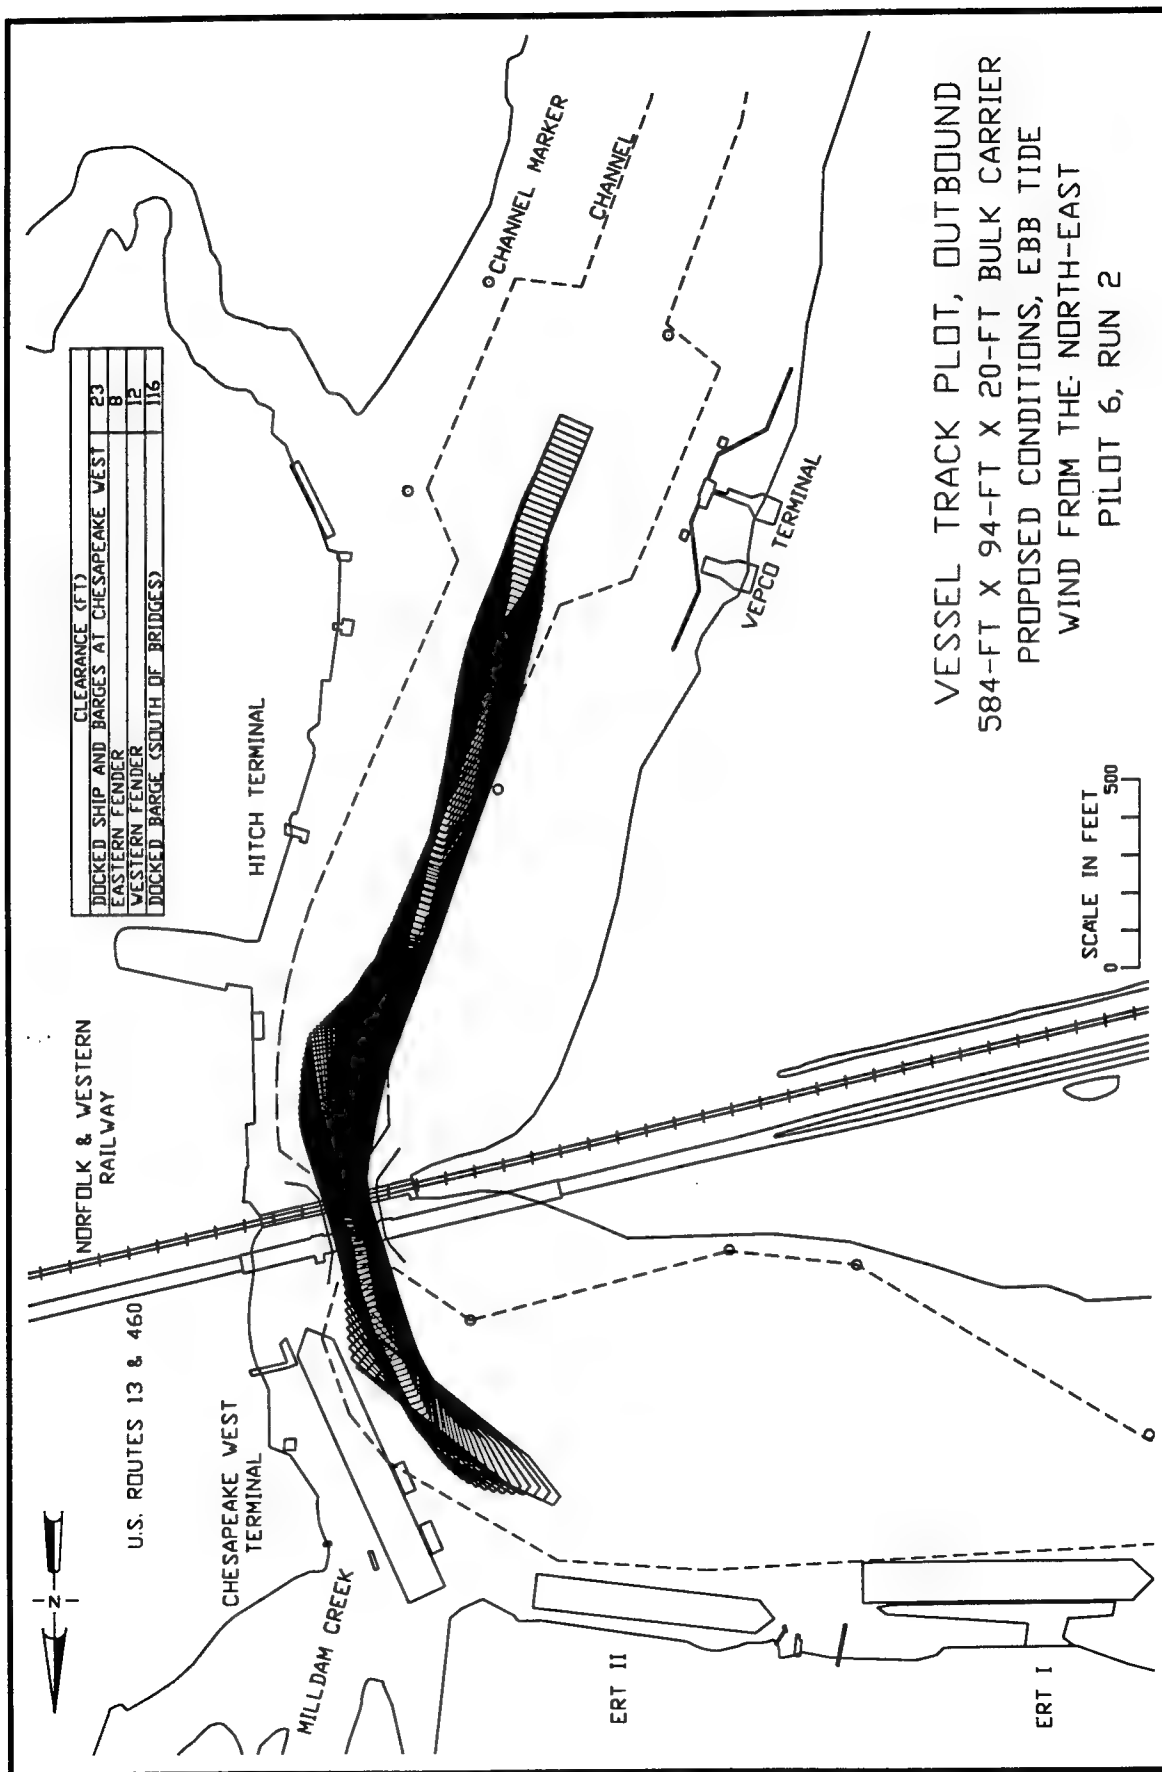 CLEARANCE (FT)
DOCKED SHIP AND BARGES AT CHESAPEAKE WEST 23
EASTERN FENDER 8
WESTERN FENDER 12
DOCKED BARGE (SOUTH OF BRIDGES) 116
N
U.S. ROUTES 13 & 460
NORFOLK & WESTERN
RAILWAY
HITCH TERMINAL
CHANNEL MARKER
CHANNEL
CHESAPEAKE WEST
TERMINAL
MILLDAM CREEK
VEPCO TERMINAL
ERT II
ERT I
SCALE IN FEET
0 500
VESSEL TRACK PLOT, OUTBOUND
584-FT X 94-FT X 20-FT BULK CARRIER
PROPOSED CONDITIONS, EBB TIDE
WIND FROM THE NORTH-EAST
PILOT 6, RUN 2